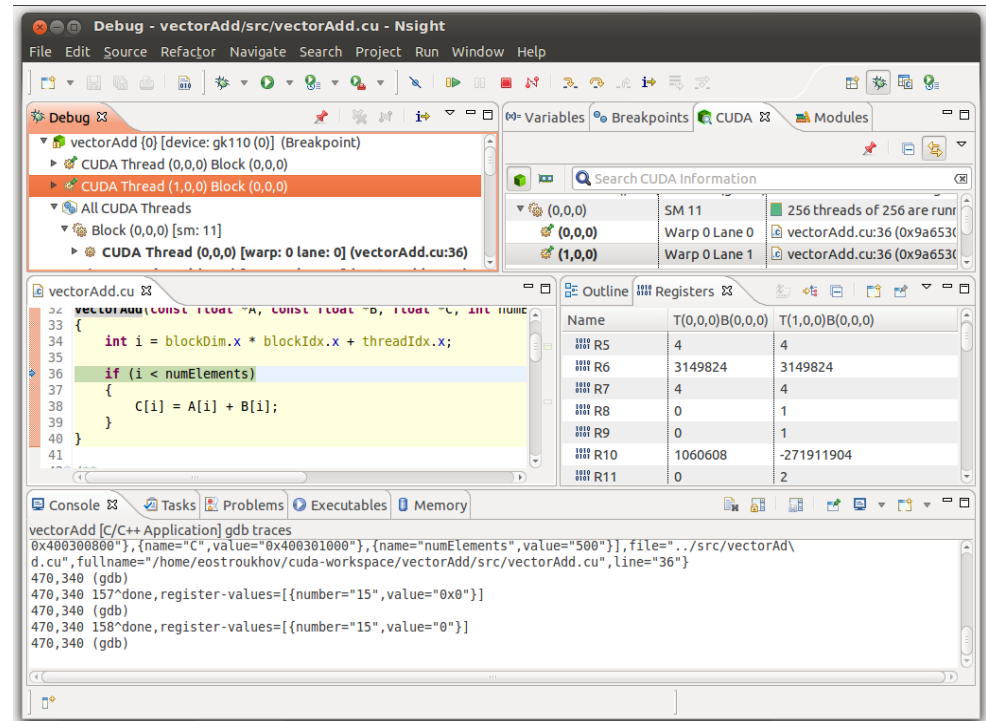 Debug - vectorAdd/src/vectorAdd.cu - Nsight
File Edit Source Refactor Navigate Search Project Run Window Help
Debug
vectorAdd {0} [device: gk110 (0)] (Breakpoint)
CUDA Thread (0,0,0) Block (0,0,0)
CUDA Thread (1,0,0) Block (0,0,0)
All CUDA Threads
Block (0,0,0) [sm: 11]
CUDA Thread (0,0,0) [warp: 0 lane: 0] (vectorAdd.cu:36)
(x)= Variables Breakpoints CUDA Modules
Search CUDA Information
(0,0,0) SM 11 256 threads of 256 are runr
(0,0,0) Warp 0 Lane 0 vectorAdd.cu:36 (0x9a653(
(1,0,0) Warp 0 Lane 1 vectorAdd.cu:36 (0x9a653(
vectorAdd.cu
32 vectorAdd(const float *A, const float *B, float *C, int nume
33 {
34 int i = blockDim.x * blockIdx.x + threadIdx.x;
35
36 if (i < numElements)
37 {
38 C[i] = A[i] + B[i];
39 }
40 }
41
Outline Registers
Name T(0,0,0)B(0,0,0) T(1,0,0)B(0,0,0)
R5 4 4
R6 3149824 3149824
R7 4 4
R8 0 1
R9 0 1
R10 1060608 -271911904
R11 0 2
Console Tasks Problems Executables Memory
vectorAdd [C/C++ Application] gdb traces
0x400300800"},{name="C",value="0x400301000"},{name="numElements",value="500"}],file="../src/vectorAd\
d.cu",fullname="/home/eostroukhov/cuda-workspace/vectorAdd/src/vectorAdd.cu",line="36"}
470,340 (gdb)
470,340 157^done,register-values=[{number="15",value="0x0"}]
470,340 (gdb)
470,340 158^done,register-values=[{number="15",value="0"}]
470,340 (gdb)